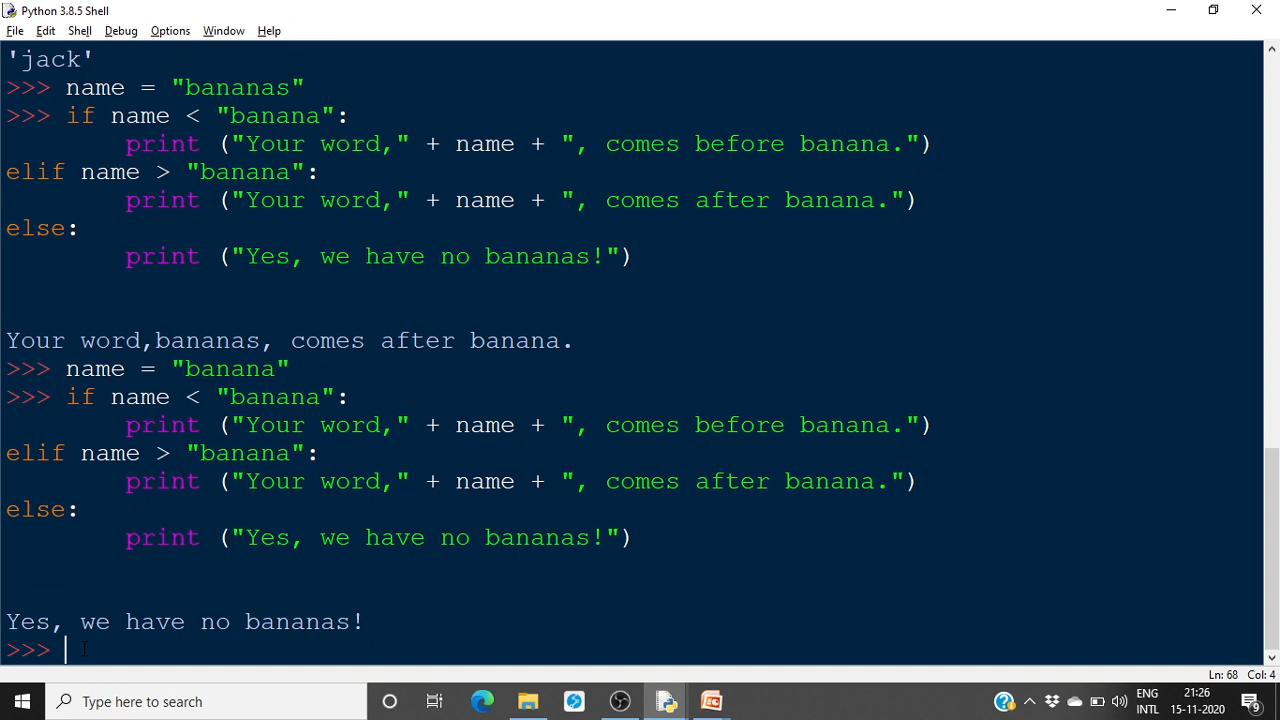 Python 3.8.5 Shell
File Edit Shell Debug Options Window Help
'jack'
>>> name = "bananas"
>>> if name < "banana":
        print ("Your word," + name + ", comes before banana.")
elif name > "banana":
        print ("Your word," + name + ", comes after banana.")
else:
        print ("Yes, we have no bananas!")
Your word,bananas, comes after banana.
>>> name = "banana"
>>> if name < "banana":
        print ("Your word," + name + ", comes before banana.")
elif name > "banana":
        print ("Your word," + name + ", comes after banana.")
else:
        print ("Yes, we have no bananas!")
Yes, we have no bananas!
>>>
Ln: 68 Col: 4
Type here to search
ENG
INTL
21:26
15-11-2020
9